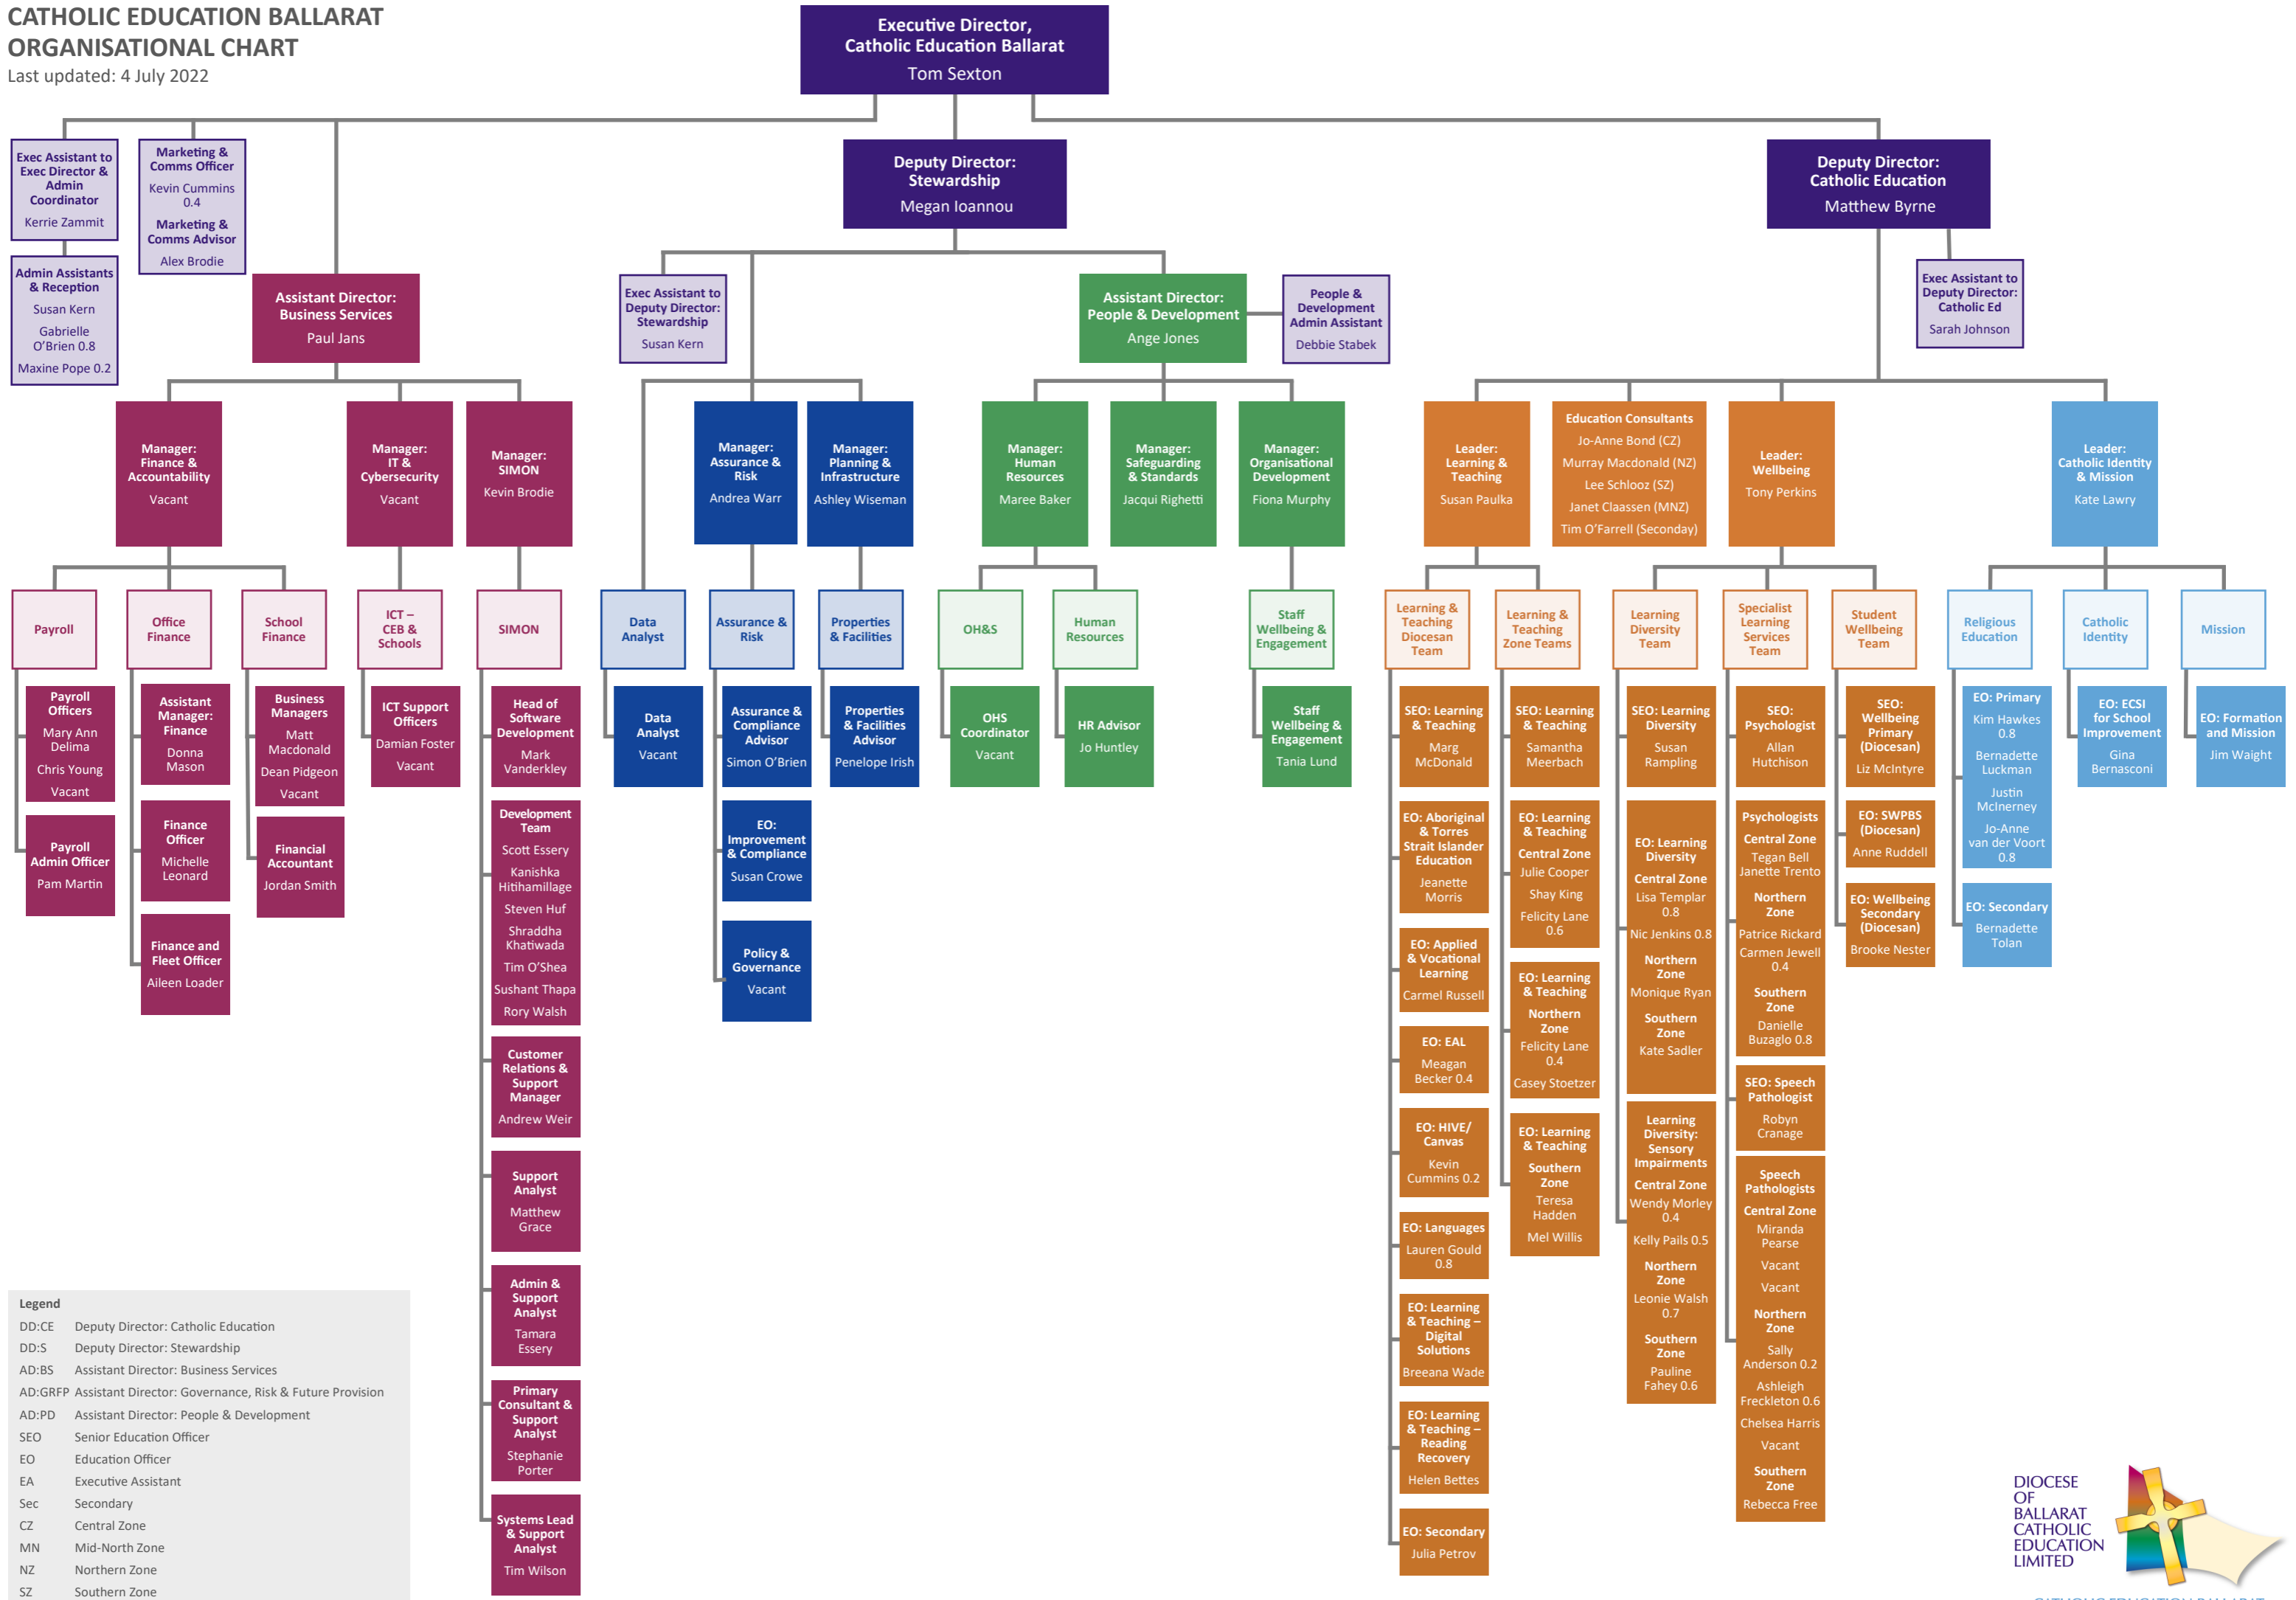 CATHOLIC EDUCATION BALLARAT
ORGANISATIONAL CHART
Last updated: 4 July 2022
Executive Director,
Catholic Education Ballarat
Tom Sexton
Exec Assistant to
Exec Director &
Admin
Coordinator
Kerrie Zammit
Marketing &
Comms Officer
Kevin Cummins
0.4
Marketing &
Comms Advisor
Alex Brodie
Deputy Director:
Stewardship
Megan Ioannou
Deputy Director:
Catholic Education
Matthew Byrne
Admin Assistants
& Reception
Susan Kern
Gabrielle
O'Brien 0.8
Maxine Pope 0.2
Assistant Director:
Business Services
Paul Jans
Exec Assistant to
Deputy Director:
Stewardship
Susan Kern
Assistant Director:
People & Development
Ange Jones
People &
Development
Admin Assistant
Debbie Stabek
Exec Assistant to
Deputy Director:
Catholic Ed
Sarah Johnson
Manager:
Finance &
Accountability
Vacant
Manager:
IT &
Cybersecurity
Vacant
Manager:
SIMON
Kevin Brodie
Manager:
Assurance &
Risk
Andrea Warr
Manager:
Planning &
Infrastructure
Ashley Wiseman
Manager:
Human
Resources
Maree Baker
Manager:
Safeguarding
& Standards
Jacqui Righetti
Manager:
Organisational
Development
Fiona Murphy
Leader:
Learning &
Teaching
Susan Paulka
Education Consultants
Jo-Anne Bond (CZ)
Murray Macdonald (NZ)
Lee Schlooz (SZ)
Janet Claassen (MNZ)
Tim O'Farrell (Seconday)
Leader:
Wellbeing
Tony Perkins
Leader:
Catholic Identity
& Mission
Kate Lawry
Payroll
Office
Finance
School
Finance
ICT –
CEB &
Schools
SIMON
Data
Analyst
Assurance &
Risk
Properties
& Facilities
OH&S
Human
Resources
Staff
Wellbeing &
Engagement
Learning &
Teaching
Diocesan
Team
Learning &
Teaching
Zone Teams
Learning
Diversity
Team
Specialist
Learning
Services
Team
Student
Wellbeing
Team
Religious
Education
Catholic
Identity
Mission
Payroll
Officers
Mary Ann
Delima
Chris Young
Vacant
Payroll
Admin Officer
Pam Martin
Assistant
Manager:
Finance
Donna
Mason
Finance
Officer
Michelle
Leonard
Finance and
Fleet Officer
Aileen Loader
Business
Managers
Matt
Macdonald
Dean Pidgeon
Vacant
Financial
Accountant
Jordan Smith
ICT Support
Officers
Damian Foster
Vacant
Head of
Software
Development
Mark
Vanderkley
Development
Team
Scott Essery
Kanishka
Hitihamillage
Steven Huf
Shraddha
Khatiwada
Tim O'Shea
Sushant Thapa
Rory Walsh
Customer
Relations &
Support
Manager
Andrew Weir
Support
Analyst
Matthew
Grace
Admin &
Support
Analyst
Tamara
Essery
Primary
Consultant &
Support
Analyst
Stephanie
Porter
Systems Lead
& Support
Analyst
Tim Wilson
Data
Analyst
Vacant
Assurance &
Compliance
Advisor
Simon O'Brien
EO:
Improvement
& Compliance
Susan Crowe
Policy &
Governance
Vacant
Properties
& Facilities
Advisor
Penelope Irish
OHS
Coordinator
Vacant
HR Advisor
Jo Huntley
Staff
Wellbeing &
Engagement
Tania Lund
SEO: Learning
& Teaching
Marg
McDonald
EO: Aboriginal
& Torres
Strait Islander
Education
Jeanette
Morris
EO: Applied
& Vocational
Learning
Carmel Russell
EO: EAL
Meagan
Becker 0.4
EO: HIVE/
Canvas
Kevin
Cummins 0.2
EO: Languages
Lauren Gould
0.8
EO: Learning
& Teaching –
Digital
Solutions
Breeana Wade
EO: Learning
& Teaching –
Reading
Recovery
Helen Bettes
EO: Secondary
Julia Petrov
SEO: Learning
& Teaching
Samantha
Meerbach
EO: Learning
& Teaching
Central Zone
Julie Cooper
Shay King
Felicity Lane
0.6
EO: Learning
& Teaching
Northern
Zone
Felicity Lane
0.4
Casey Stoetzer
EO: Learning
& Teaching
Southern
Zone
Teresa
Hadden
Mel Willis
SEO: Learning
Diversity
Susan
Rampling
EO: Learning
Diversity
Central Zone
Lisa Templar
0.8
Nic Jenkins 0.8
Northern
Zone
Monique Ryan
Southern
Zone
Kate Sadler
Learning
Diversity:
Sensory
Impairments
Central Zone
Wendy Morley
0.4
Kelly Pails 0.5
Northern
Zone
Leonie Walsh
0.7
Southern
Zone
Pauline
Fahey 0.6
SEO:
Psychologist
Allan
Hutchison
Psychologists
Central Zone
Tegan Bell
Janette Trento
Northern
Zone
Patrice Rickard
Carmen Jewell
0.4
Southern
Zone
Danielle
Buzaglo 0.8
SEO: Speech
Pathologist
Robyn
Cranage
Speech
Pathologists
Central Zone
Miranda
Pearse
Vacant
Vacant
Northern
Zone
Sally
Anderson 0.2
Ashleigh
Freckleton 0.6
Chelsea Harris
Vacant
Southern
Zone
Rebecca Free
SEO:
Wellbeing
Primary
(Diocesan)
Liz McIntyre
EO: SWPBS
(Diocesan)
Anne Ruddell
EO: Wellbeing
Secondary
(Diocesan)
Brooke Nester
EO: Primary
Kim Hawkes
0.8
Bernadette
Luckman
Justin
McInerney
Jo-Anne
van der Voort
0.8
EO: Secondary
Bernadette
Tolan
EO: ECSI
for School
Improvement
Gina
Bernasconi
EO: Formation
and Mission
Jim Waight
Legend
DD:CE Deputy Director: Catholic Education
DD:S Deputy Director: Stewardship
AD:BS Assistant Director: Business Services
AD:GRFP Assistant Director: Governance, Risk & Future Provision
AD:PD Assistant Director: People & Development
SEO Senior Education Officer
EO Education Officer
EA Executive Assistant
Sec Secondary
CZ Central Zone
MN Mid-North Zone
NZ Northern Zone
SZ Southern Zone
DIOCESE
OF
BALLARAT
CATHOLIC
EDUCATION
LIMITED